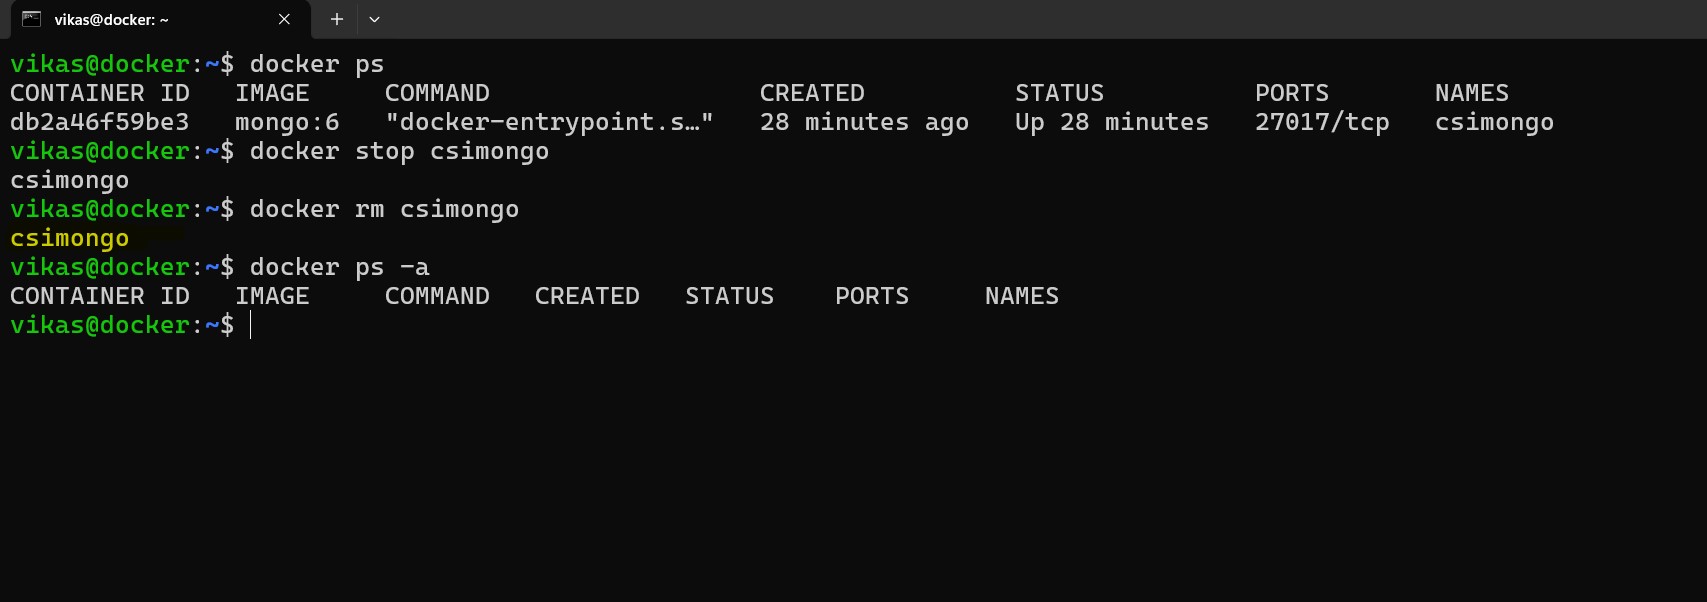 vikas@docker: ~
vikas@docker:~$ docker ps
CONTAINER ID   IMAGE     COMMAND                  CREATED          STATUS          PORTS       NAMES
db2a46f59be3   mongo:6   "docker-entrypoint.s…"   28 minutes ago   Up 28 minutes   27017/tcp   csimongo
vikas@docker:~$ docker stop csimongo
csimongo
vikas@docker:~$ docker rm csimongo
csimongo
vikas@docker:~$ docker ps -a
CONTAINER ID   IMAGE     COMMAND   CREATED   STATUS    PORTS     NAMES
vikas@docker:~$